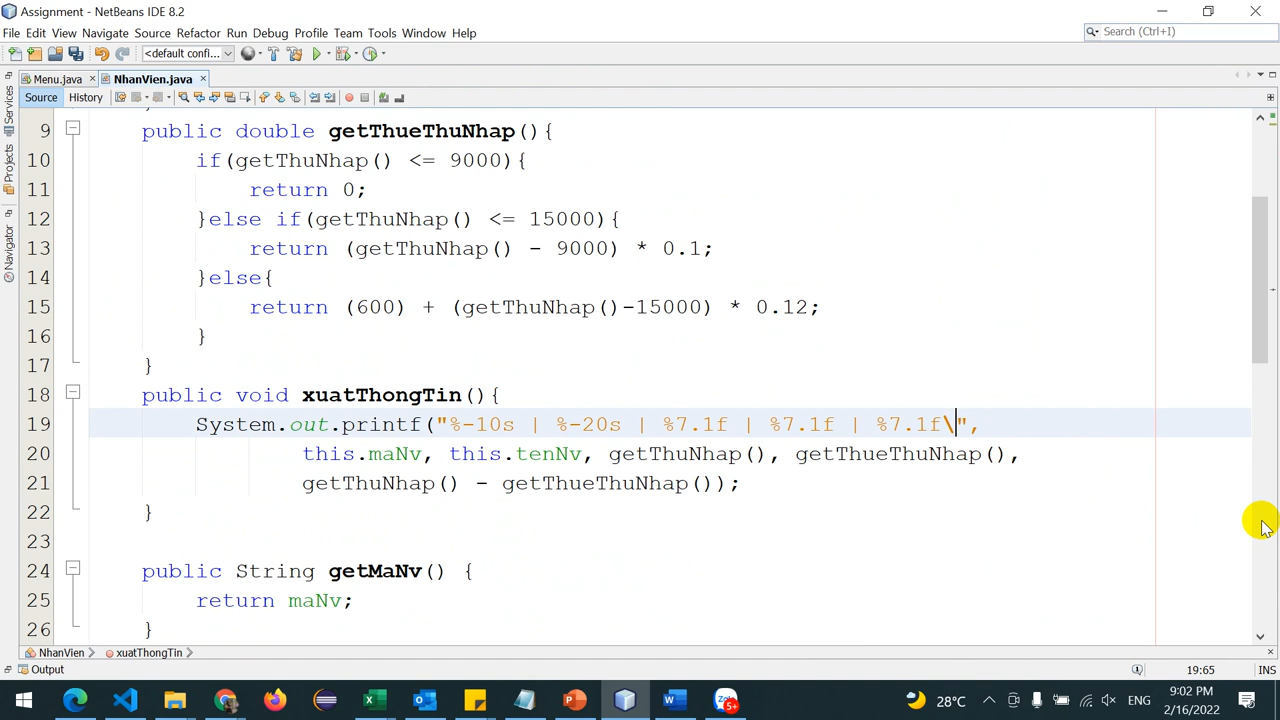 Assignment - NetBeans IDE 8.2
File Edit View Navigate Source Refactor Run Debug Profile Team Tools Window Help
<default confi... Search (Ctrl+I)
Menu.java NhanVien.java
Source History
Services
Projects
Navigator
9 public double getThueThuNhap(){
10 if(getThuNhap() <= 9000){
11 return 0;
12 }else if(getThuNhap() <= 15000){
13 return (getThuNhap() - 9000) * 0.1;
14 }else{
15 return (600) + (getThuNhap()-15000) * 0.12;
16 }
17 }
18 public void xuatThongTin(){
19 System.out.printf("%-10s | %-20s | %7.1f | %7.1f | %7.1f\",
20 this.maNv, this.tenNv, getThuNhap(), getThueThuNhap(),
21 getThuNhap() - getThueThuNhap());
22 }
23
24 public String getMaNv() {
25 return maNv;
26 }
NhanVien xuatThongTin
Output 19:65 INS
5+ 28°C ENG 9:02 PM
2/16/2022